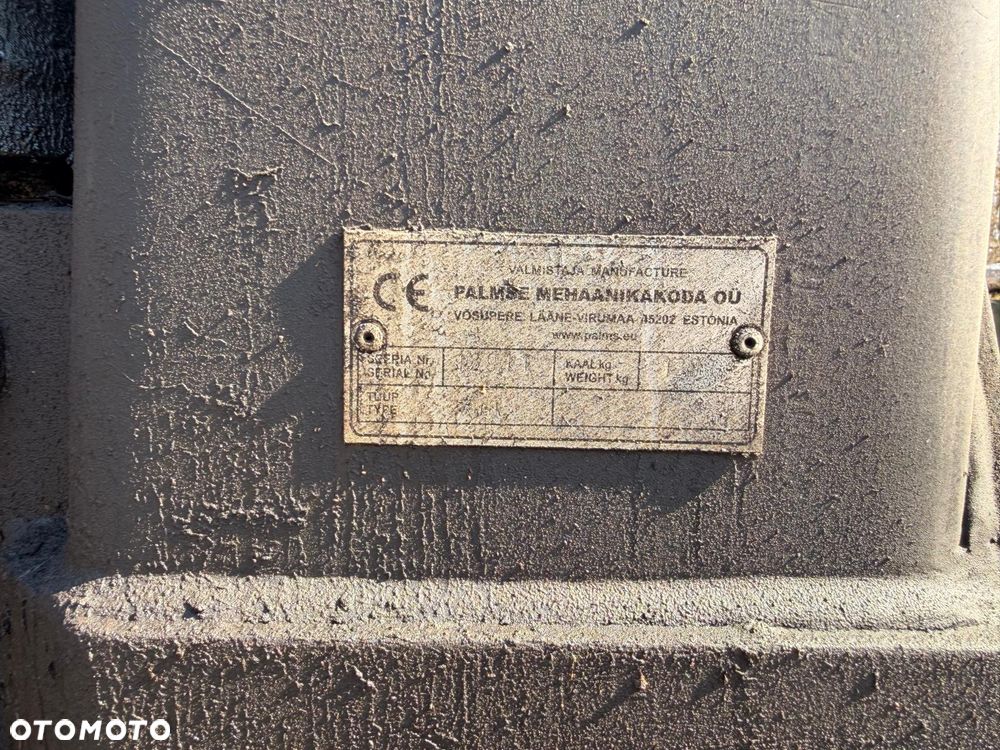 CE
VALMISTAJA MANUFACTURE
PALMSE MEHAANIKAKODA OÜ
VÕSUPERE LÄÄNE-VIRUMAA 45202 ESTONIA
www.palms.eu
SEERIA Nr.
SERIAL No
KAAL kg
WEIGHT kg
TÜÜP
TYPE
OTOMOTO